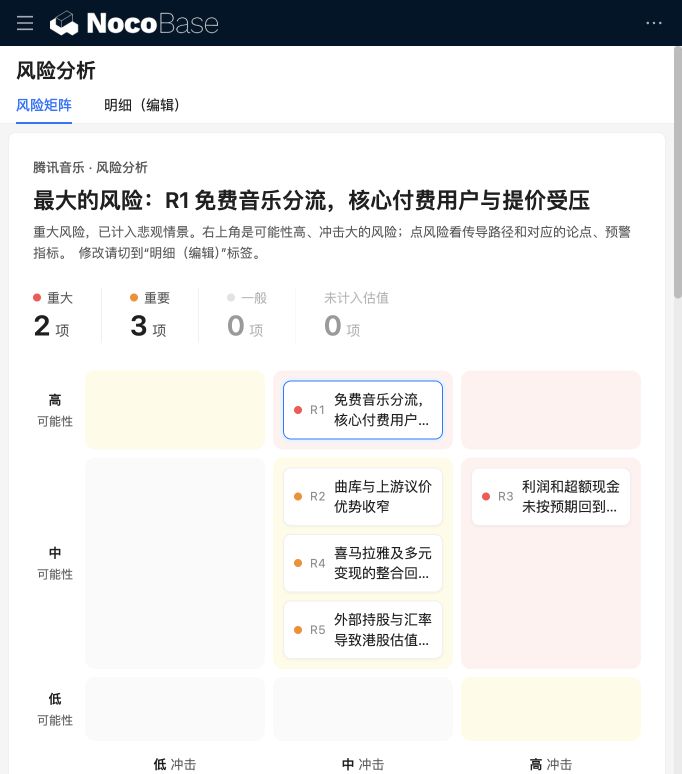 NocoBase
风险分析
风险矩阵 明细（编辑）
腾讯音乐 · 风险分析
最大的风险：R1 免费音乐分流，核心付费用户与提价受压
重大风险，已计入悲观情景。右上角是可能性高、冲击大的风险；点风险看传导路径和对应的论点、预警
指标。 修改请切到“明细（编辑）”标签。
重大 重要 一般 未计入估值
2 项 3 项 0 项 0 项
高
可能性
R1 免费音乐分流，
核心付费用户...
中
可能性
R2 曲库与上游议价
优势收窄
R3 利润和超额现金
未按预期回到...
R4 喜马拉雅及多元
变现的整合回...
R5 外部持股与汇率
导致港股估值...
低
可能性
低 冲击 中 冲击 高 冲击